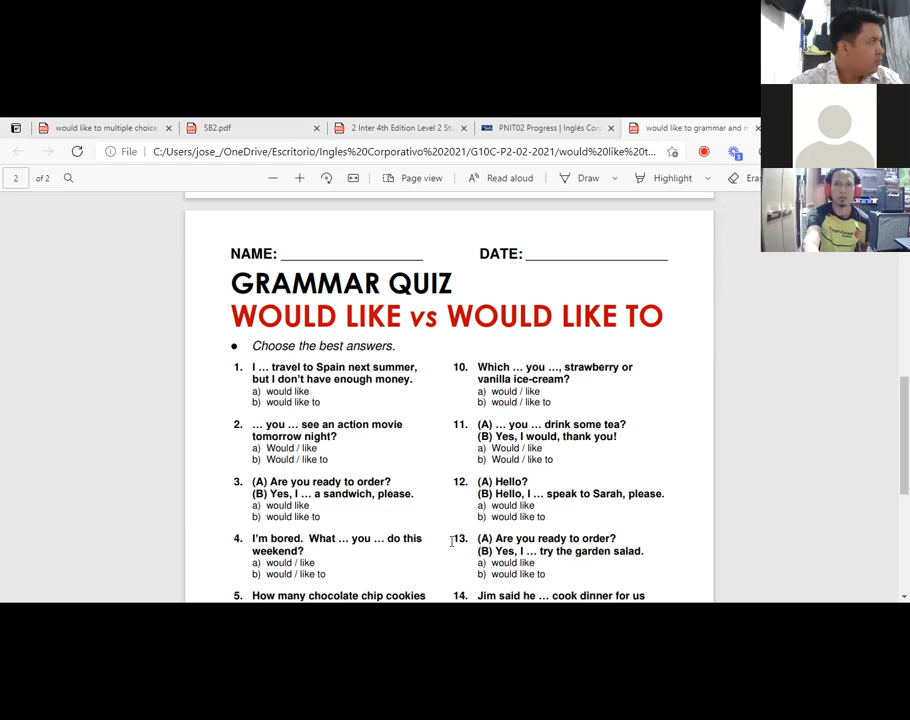 would like to multiple choice
SB2.pdf
2 Inter 4th Edition Level 2 Stu
PNIT02 Progress | Inglés Corp
would like to grammar and m
File
C:/Users/jose_/OneDrive/Escritorio/Ingles%20Corporativo%202021/G10C-P2-02-2021/would%20like%20t...
2 of 2
Page view
Read aloud
Draw
Highlight
Eras
NAME: ____________________ DATE: ____________________
GRAMMAR QUIZ
WOULD LIKE vs WOULD LIKE TO
● Choose the best answers.
1. I … travel to Spain next summer,
but I don't have enough money.
a) would like
b) would like to
2. … you … see an action movie
tomorrow night?
a) Would / like
b) Would / like to
3. (A) Are you ready to order?
(B) Yes, I … a sandwich, please.
a) would like
b) would like to
4. I'm bored. What … you … do this
weekend?
a) would / like
b) would / like to
5. How many chocolate chip cookies
10. Which … you …, strawberry or
vanilla ice-cream?
a) would / like
b) would / like to
11. (A) … you … drink some tea?
(B) Yes, I would, thank you!
a) Would / like
b) Would / like to
12. (A) Hello?
(B) Hello, I … speak to Sarah, please.
a) would like
b) would like to
13. (A) Are you ready to order?
(B) Yes, I … try the garden salad.
a) would like
b) would like to
14. Jim said he … cook dinner for us